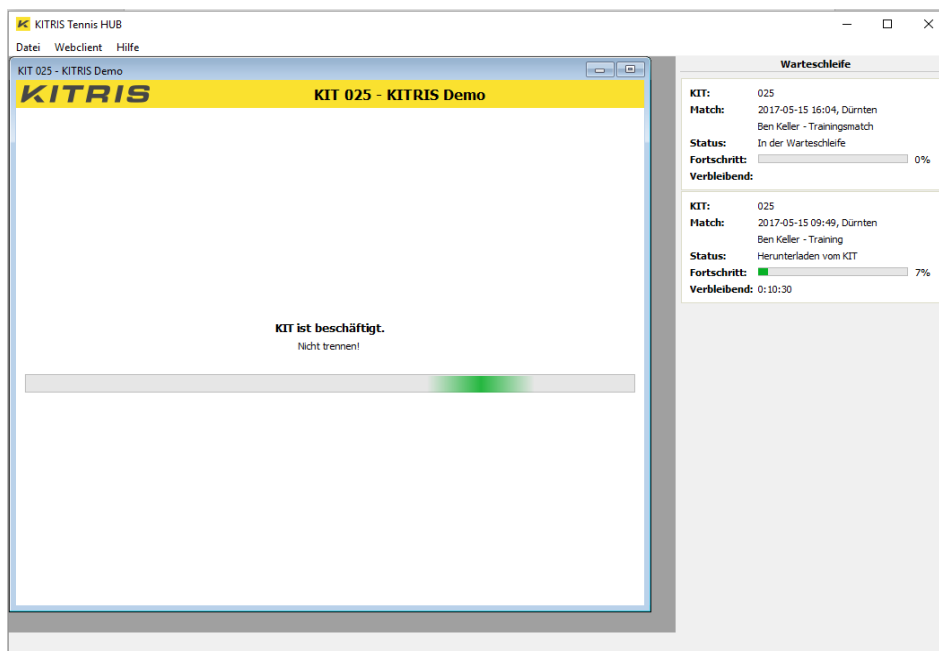 KITRIS Tennis HUB
Datei Webclient Hilfe
KIT 025 - KITRIS Demo
KITRIS KIT 025 - KITRIS Demo
KIT ist beschäftigt.
Nicht trennen!
Warteschleife
KIT: 025
Match: 2017-05-15 16:04, Dürnten
Ben Keller - Trainingsmatch
Status: In der Warteschleife
Fortschritt: 0%
Verbleibend:
KIT: 025
Match: 2017-05-15 09:49, Dürnten
Ben Keller - Training
Status: Herunterladen vom KIT
Fortschritt: 7%
Verbleibend: 0:10:30